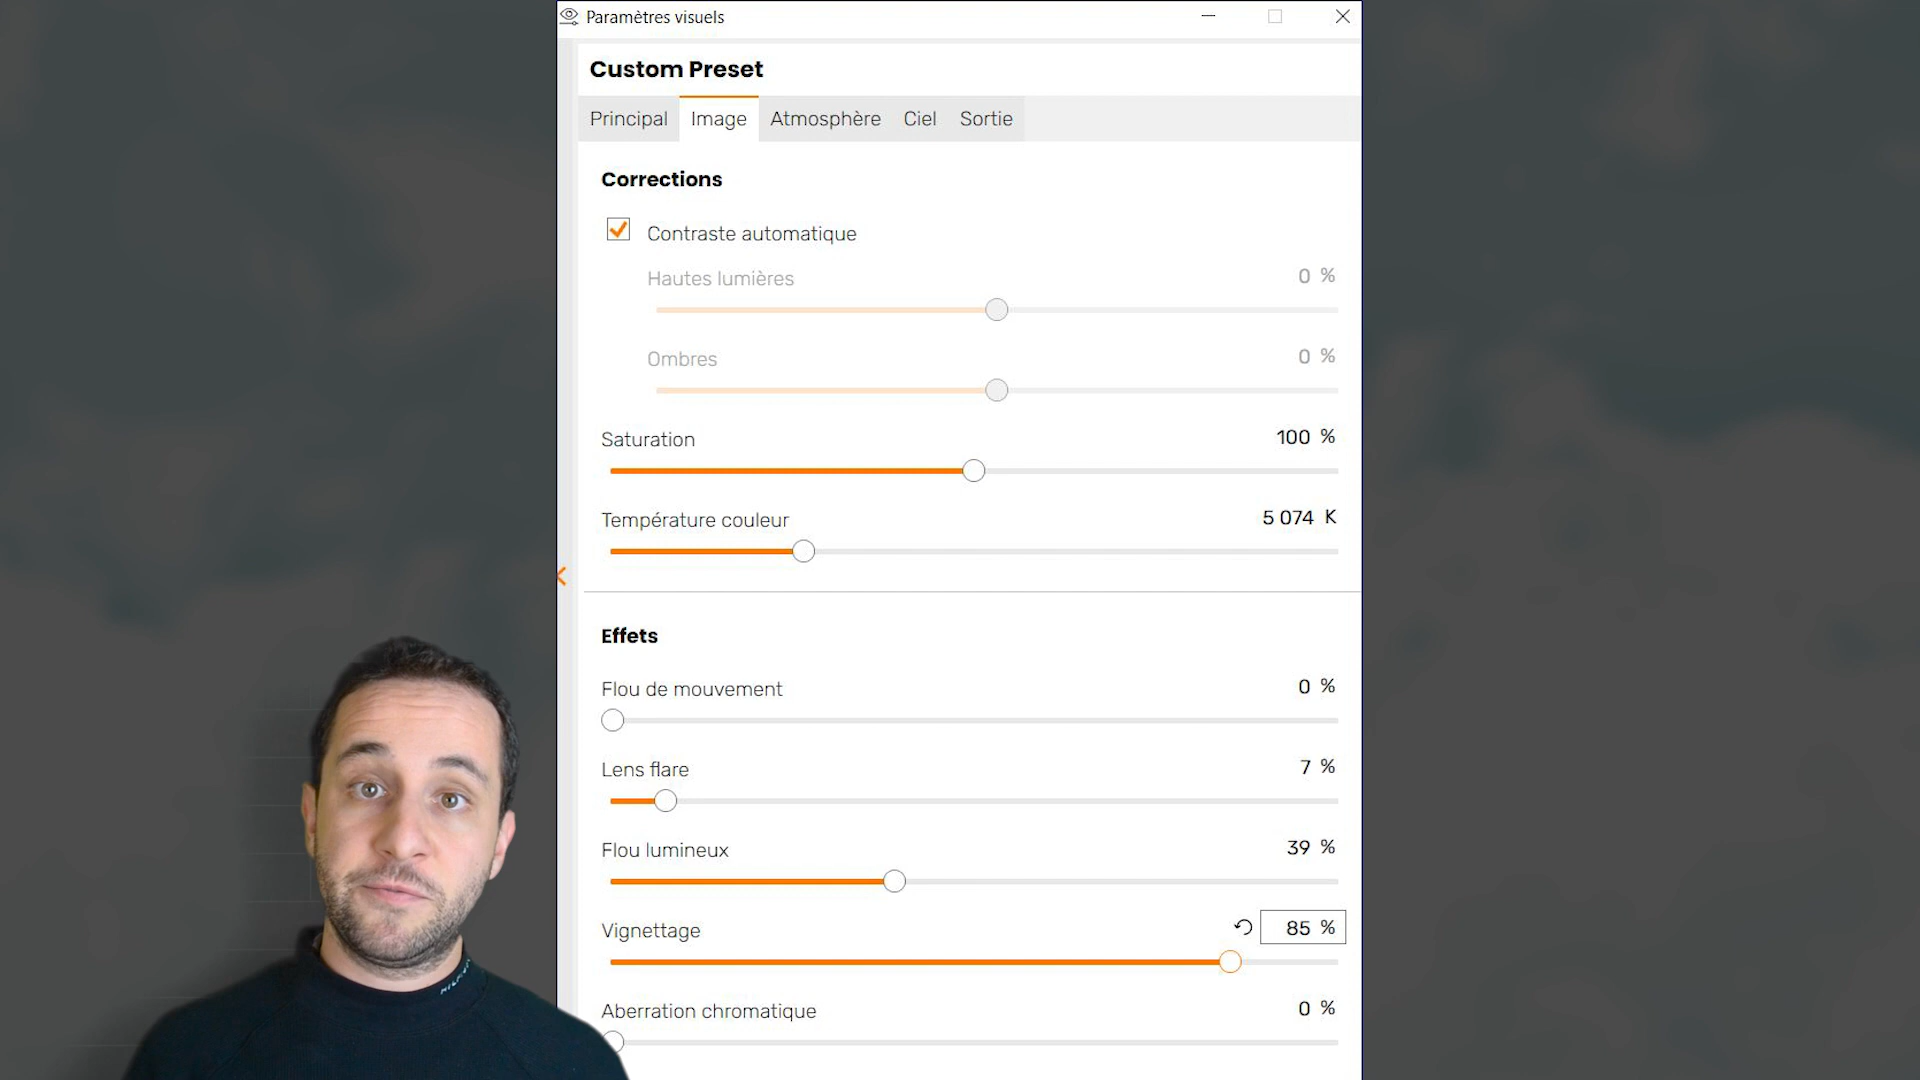 Paramètres visuels
Custom Preset
Principal Image Atmosphère Ciel Sortie
Corrections
Contraste automatique
Hautes lumières 0 %
Ombres 0 %
Saturation 100 %
Température couleur 5 074 K
Effets
Flou de mouvement 0 %
Lens flare 7 %
Flou lumineux 39 %
Vignettage 85 %
Aberration chromatique 0 %